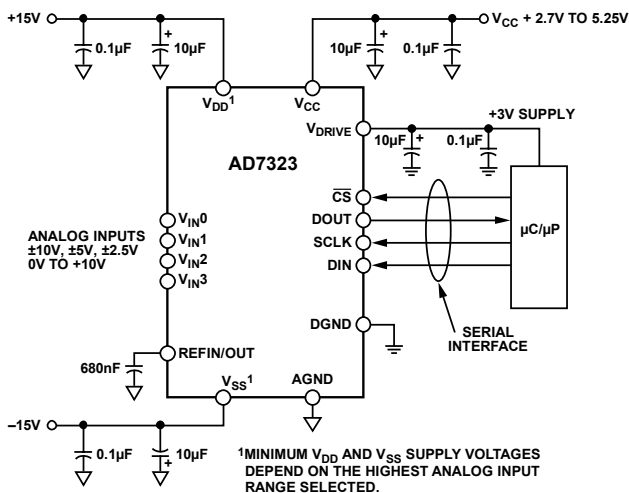 +15V
0.1µF
+
10µF
VDD1
+
10µF
0.1µF
VCC + 2.7V TO 5.25V
VCC
VDRIVE
+3V SUPPLY
10µF
+
0.1µF
AD7323
CS
DOUT
SCLK
DIN
µC/µP
ANALOG INPUTS
±10V, ±5V, ±2.5V
0V TO +10V
VIN0
VIN1
VIN2
VIN3
DGND
SERIAL
INTERFACE
REFIN/OUT
680nF
VSS1
AGND
–15V
0.1µF
10µF
+
1MINIMUM VDD AND VSS SUPPLY VOLTAGES
DEPEND ON THE HIGHEST ANALOG INPUT
RANGE SELECTED.